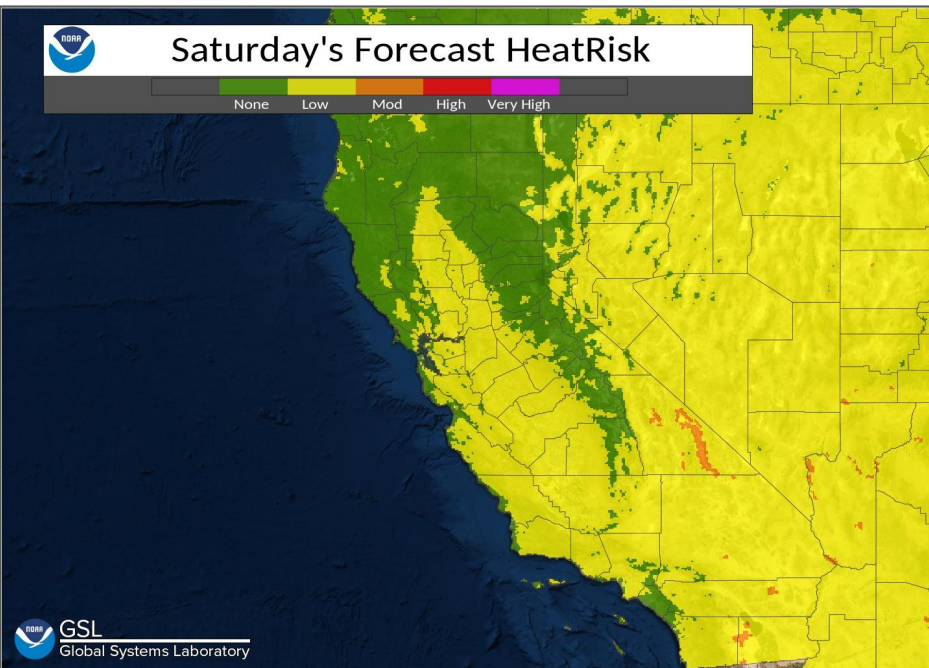 NOAA
Saturday's Forecast HeatRisk
None Low Mod High Very High
NOAA
GSL
Global Systems Laboratory